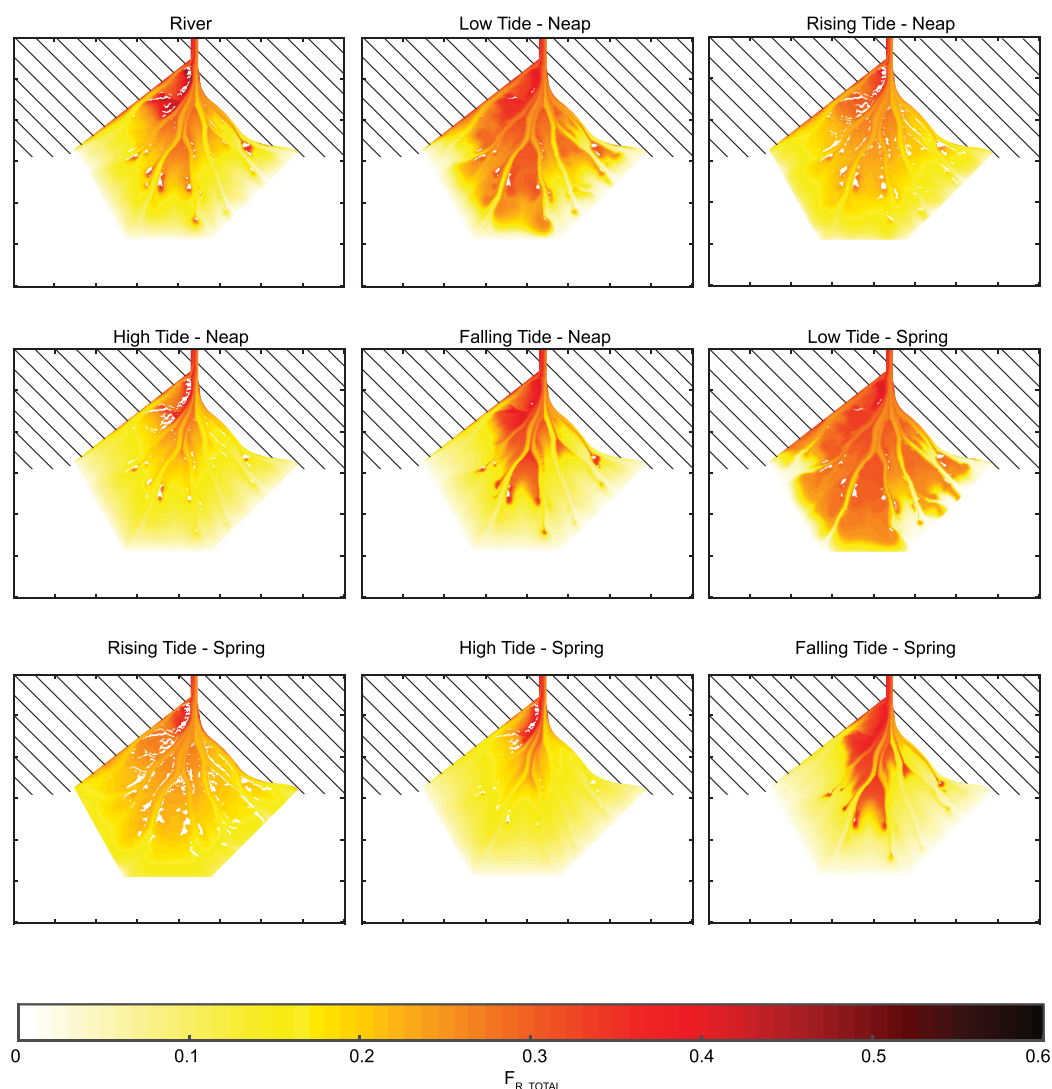 River
Low Tide - Neap
Rising Tide - Neap
High Tide - Neap
Falling Tide - Neap
Low Tide - Spring
Rising Tide - Spring
High Tide - Spring
Falling Tide - Spring
0 0.1 0.2 0.3 0.4 0.5 0.6
F_R_TOTAL